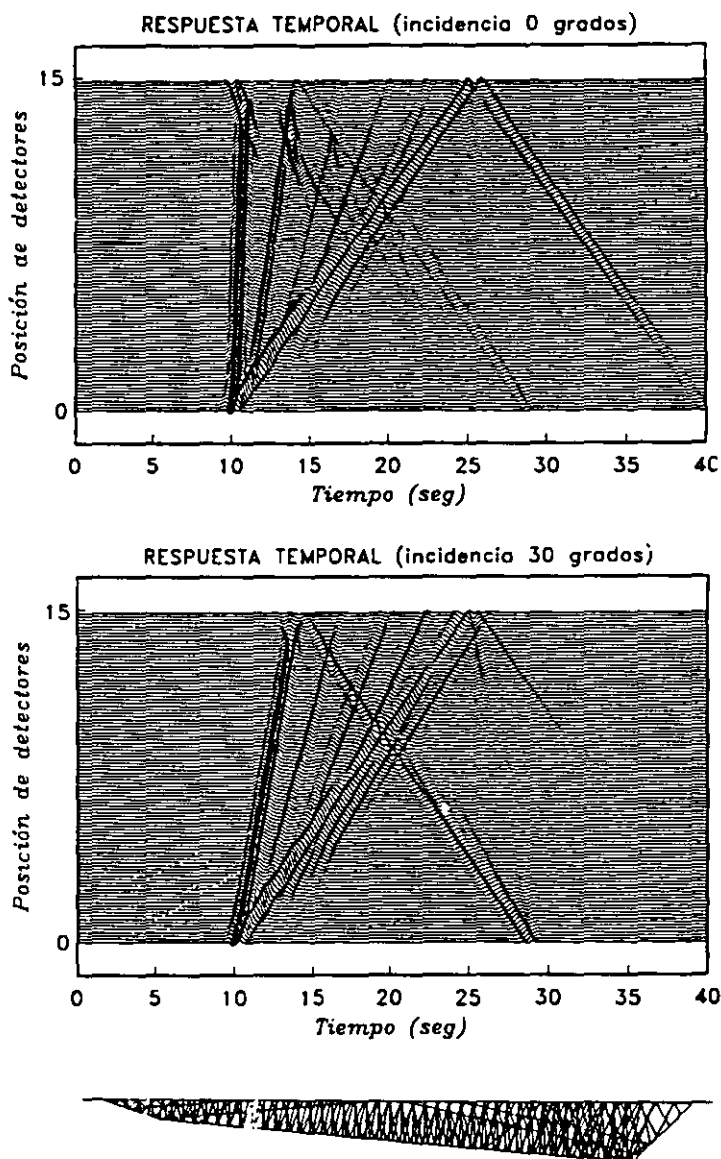 RESPUESTA TEMPORAL (incidencia 0 grados)
15
Posición de detectores
0
0 5 10 15 20 25 30 35 40
Tiempo (seg)
RESPUESTA TEMPORAL (incidencia 30 grados)
15
Posición de detectores
0
0 5 10 15 20 25 30 35 40
Tiempo (seg)